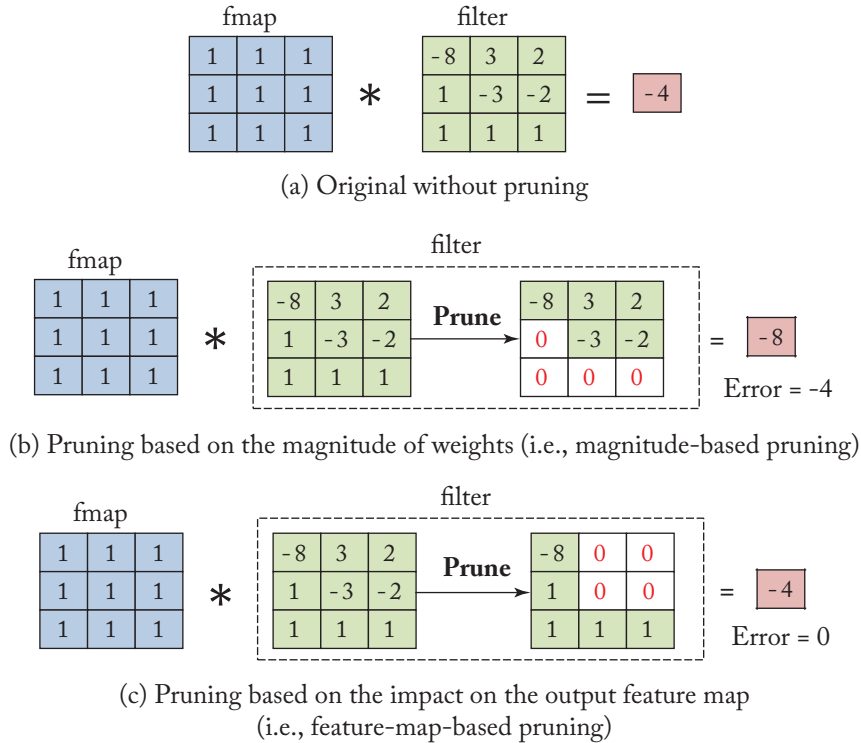 fmap filter
1 1 1 -8 3 2
1 1 1 * 1 -3 -2 = -4
1 1 1 1 1 1
(a) Original without pruning
filter
fmap
1 1 1 -8 3 2 -8 3 2
Prune
1 1 1 * 1 -3 -2 0 -3 -2 = -8
1 1 1 1 1 1 0 0 0
Error = -4
(b) Pruning based on the magnitude of weights (i.e., magnitude-based pruning)
filter
fmap
1 1 1 -8 3 2 -8 0 0
Prune
1 1 1 * 1 -3 -2 1 0 0 = -4
1 1 1 1 1 1 1 1 1
Error = 0
(c) Pruning based on the impact on the output feature map
(i.e., feature-map-based pruning)